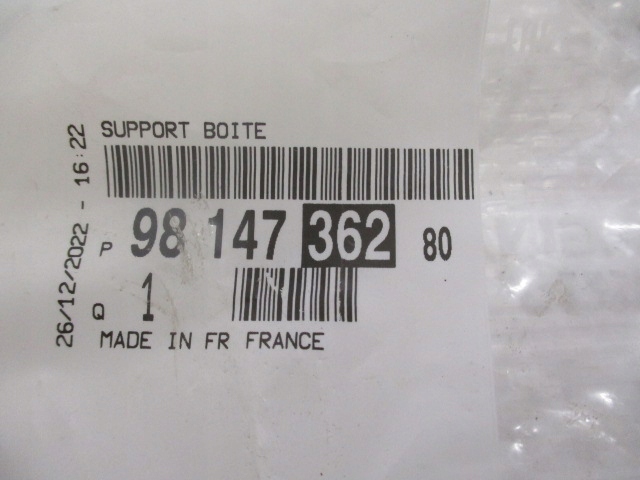 SUPPORT BOITE
P 98 147 362 80
Q 1
MADE IN FR FRANCE
26/12/2022 - 16:22